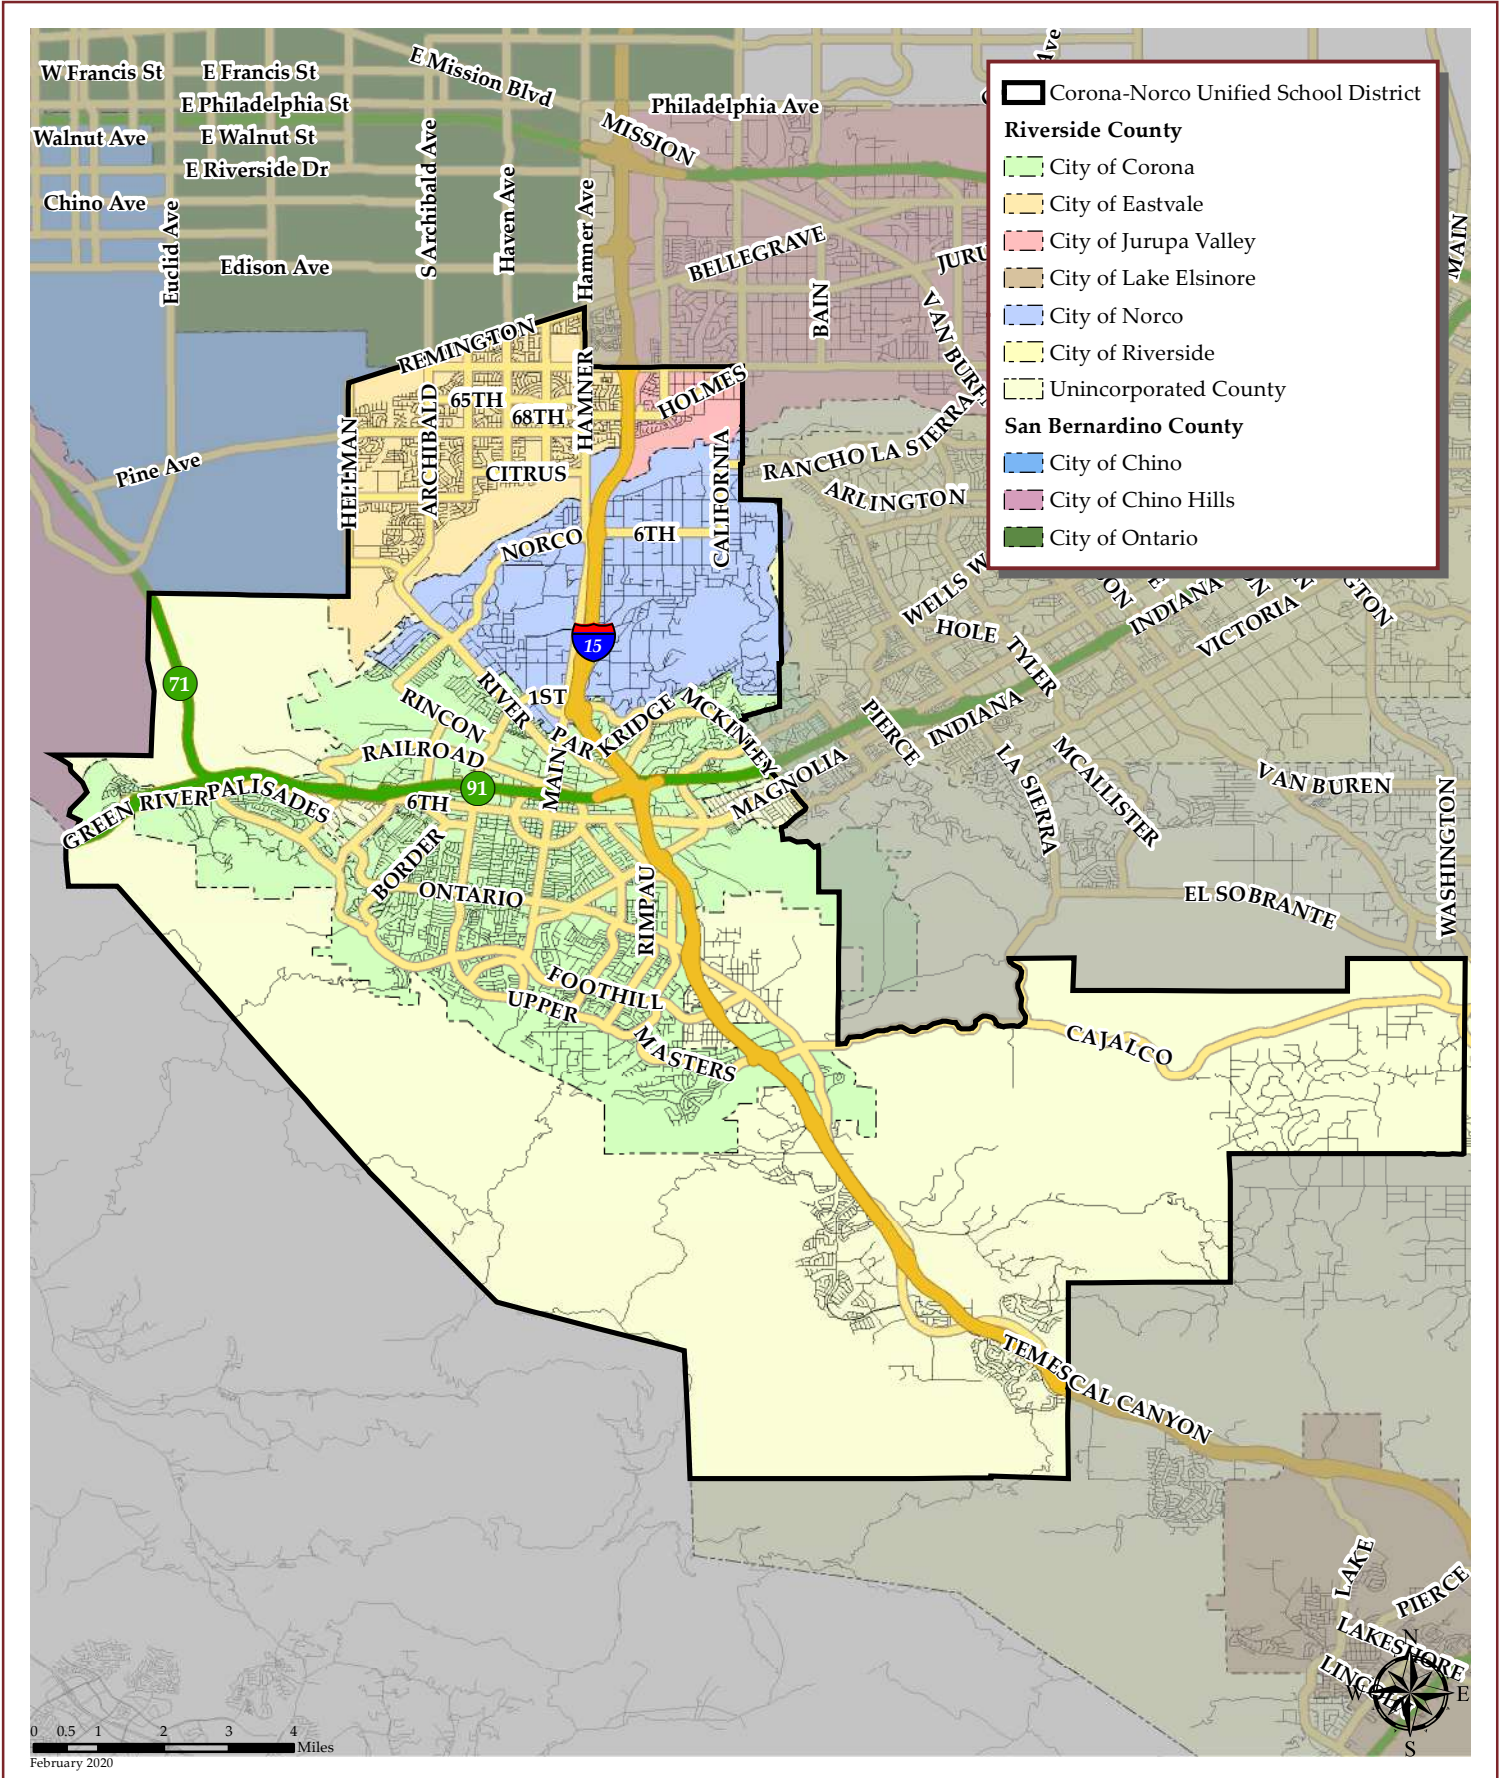 W Francis St
E Francis St
E Mission Blvd
Ave
E Philadelphia St
Philadelphia Ave
Walnut Ave
E Walnut St
MISSION
E Riverside Dr
Chino Ave
Euclid Ave
S Archibald Ave
Haven Ave
Hamner Ave
Edison Ave
BELLEGRAVE
BAIN
VAN BUREN
MAIN
Corona-Norco Unified School District
Riverside County
City of Corona
City of Eastvale
City of Jurupa Valley
City of Lake Elsinore
City of Norco
City of Riverside
Unincorporated County
San Bernardino County
City of Chino
City of Chino Hills
City of Ontario
REMINGTON
65TH
68TH
HAMNER
HOLMES
HELLMAN
ARCHIBALD
CITRUS
Pine Ave
CALIFORNIA
RANCHO LA SIERRA
ARLINGTON
NORCO
6TH
15
WELLS
HOLE
TYLER
INDIANA
VICTORIA
71
RINCON
RIVER
1ST
PARKRIDGE
MCKINLEY
PIERCE
INDIANA
RAILROAD
MAIN
MAGNOLIA
LA SIERRA
MCALLISTER
VAN BUREN
WASHINGTON
91
GREEN RIVER
PALISADES
6TH
BORDER
ONTARIO
RIMPAU
EL SOBRANTE
FOOTHILL
UPPER
MASTERS
CAJALCO
TEMESCAL CANYON
LAKE
PIERCE
LAKESHORE
LINCOLN
N
W
E
S
0 0.5 1 2 3 4
Miles
February 2020